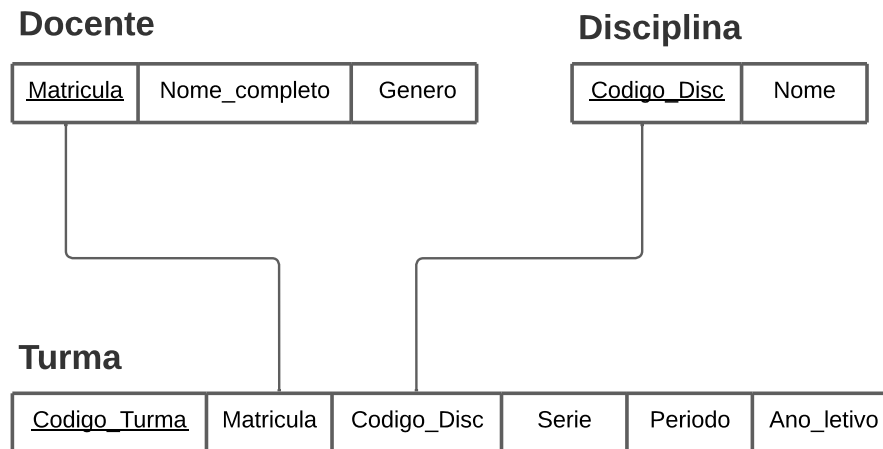 Docente
Matricula Nome_completo Genero
Disciplina
Codigo_Disc Nome
Turma
Codigo_Turma Matricula Codigo_Disc Serie Periodo Ano_letivo